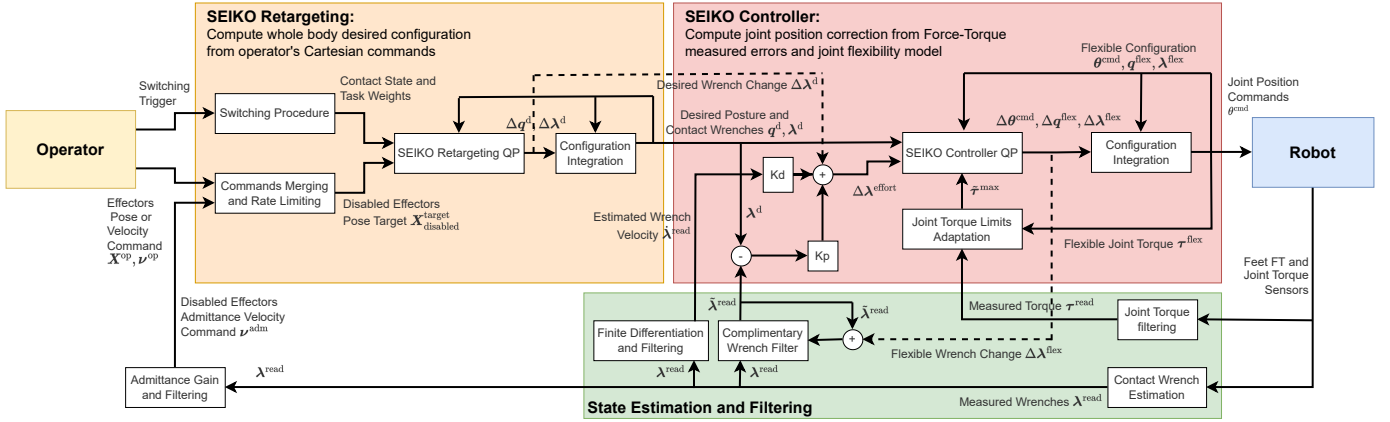 SEIKO Retargeting:
Compute whole body desired configuration
from operator's Cartesian commands
SEIKO Controller:
Compute joint position correction from Force-Torque
measured errors and joint flexibility model
Switching
Trigger
Contact State and
Task Weights
Switching Procedure
Operator
Commands Merging
and Rate Limiting
Effectors
Pose or
Velocity
Command
X^op, ν^op
Disabled Effectors
Pose Target X^target_disabled
SEIKO Retargeting QP
Δq^d, Δλ^d
Configuration
Integration
Desired Wrench Change Δλ^d
Desired Posture and
Contact Wrenches q^d, λ^d
Kd
+
Δλ^effort
Estimated Wrench
Velocity λ̇^read
λ^d
-
Kp
Flexible Configuration
θ^cmd, q^flex, λ^flex
SEIKO Controller QP
Δθ^cmd, Δq^flex, Δλ^flex
Configuration
Integration
τ̃^max
Joint Torque Limits
Adaptation
Flexible Joint Torque τ^flex
Joint Position
Commands
θ^cmd
Robot
Feet FT and
Joint Torque
Sensors
Disabled Effectors
Admittance Velocity
Command ν^adm
λ̃^read
λ̃^read
Measured Torque τ^read
Joint Torque
filtering
Finite Differentiation
and Filtering
Complimentary
Wrench Filter
+
Flexible Wrench Change Δλ^flex
λ^read
λ^read
λ^read
Admittance Gain
and Filtering
Contact Wrench
Estimation
Measured Wrenches λ^read
State Estimation and Filtering